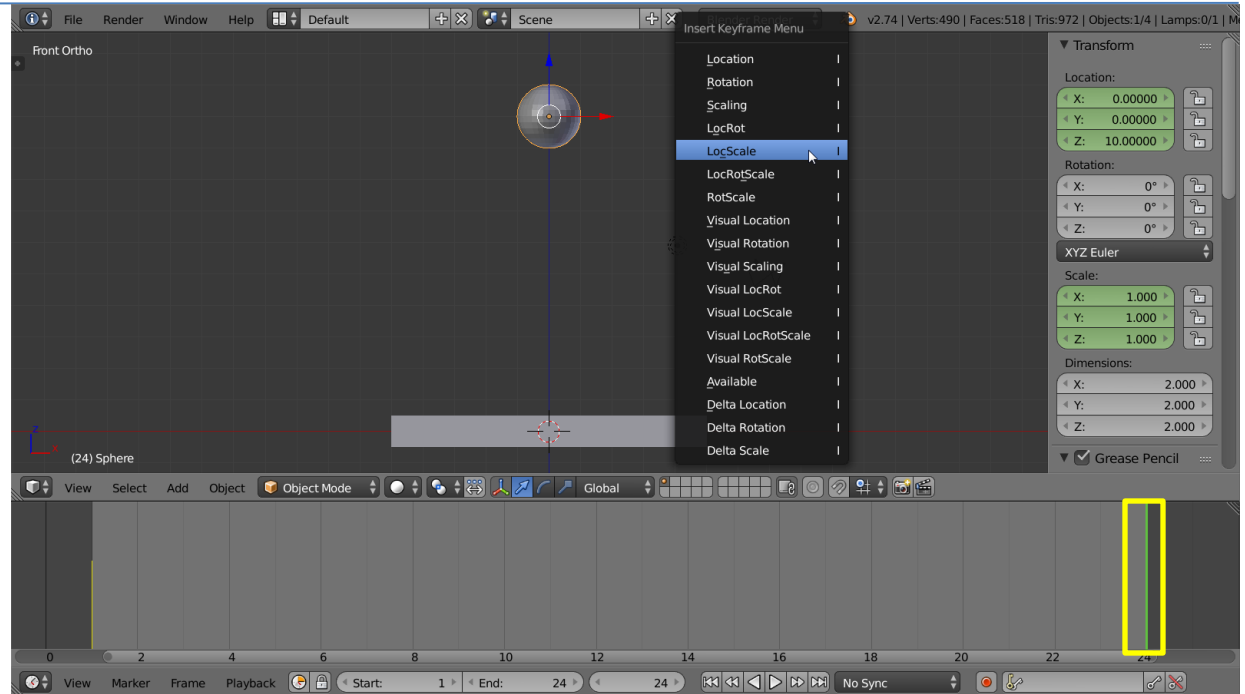 File Render Window Help Default Scene v2.74 | Verts:490 | Faces:518 | Tris:972 | Objects:1/4 | Lamps:0/1 |
Insert Keyframe Menu
Location I
Rotation I
Scaling I
LocRot I
LocScale I
LocRotScale I
RotScale I
Visual Location I
Visual Rotation I
Visual Scaling I
Visual LocRot I
Visual LocScale I
Visual LocRotScale I
Visual RotScale I
Available I
Delta Location I
Delta Rotation I
Delta Scale I
Front Ortho
z
x
(24) Sphere
Transform
Location:
X: 0.00000
Y: 0.00000
Z: 10.00000
Rotation:
X: 0°
Y: 0°
Z: 0°
XYZ Euler
Scale:
X: 1.000
Y: 1.000
Z: 1.000
Dimensions:
X: 2.000
Y: 2.000
Z: 2.000
Grease Pencil
View Select Add Object Object Mode Global
0 2 4 6 8 10 12 14 16 18 20 22 24
View Marker Frame Playback Start: 1 End: 24 24 No Sync